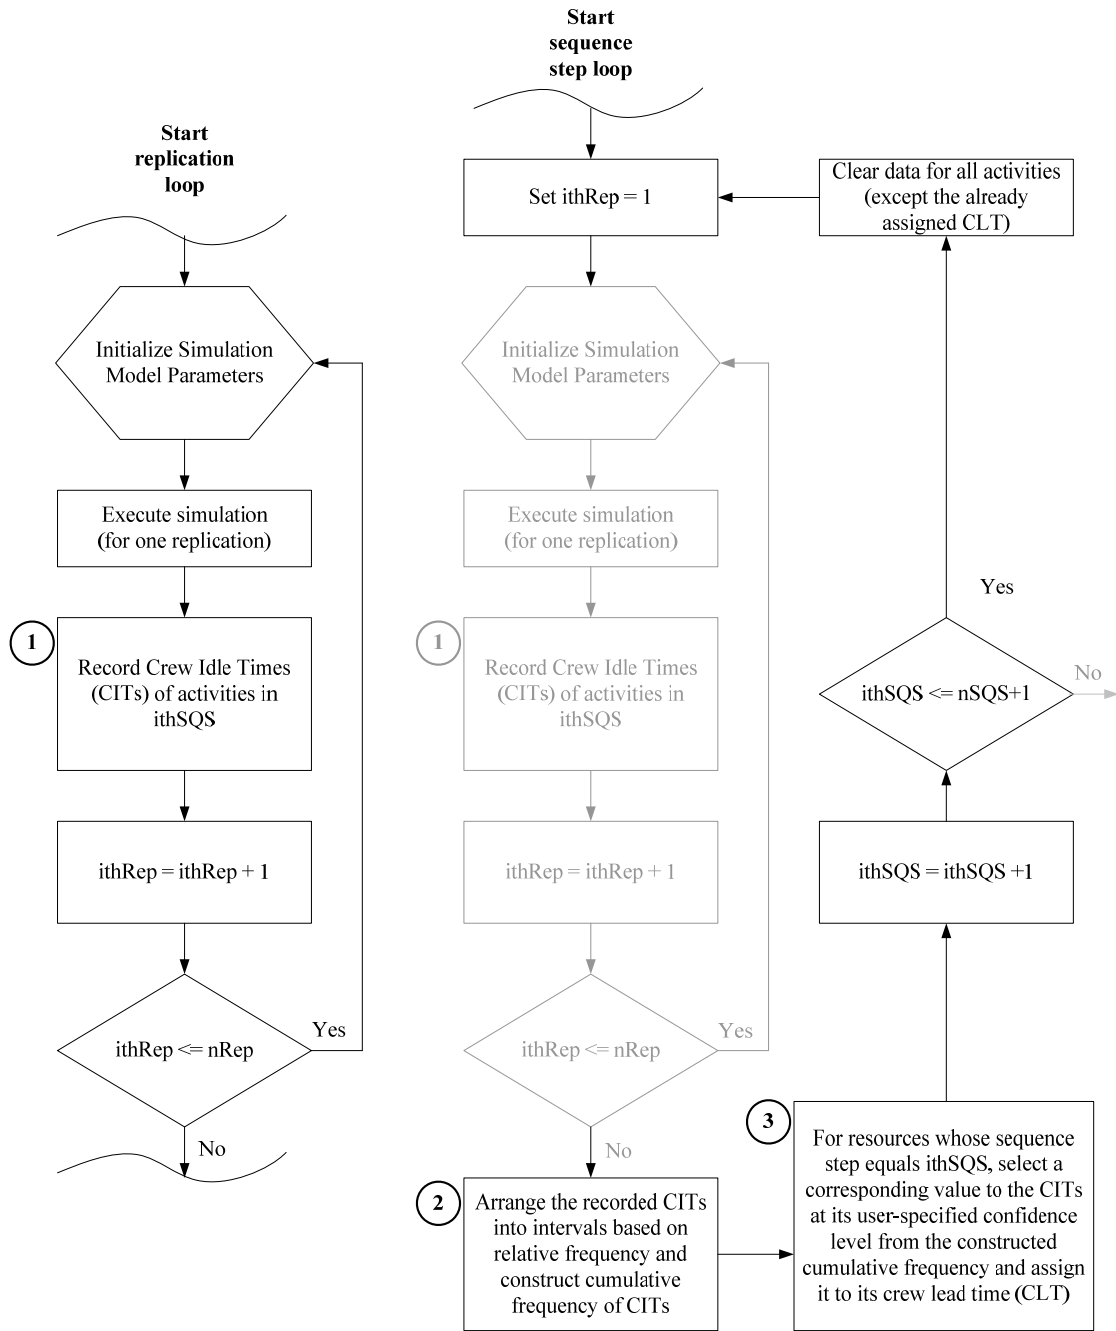 Start
replication
loop
Initialize Simulation
Model Parameters
Execute simulation
(for one replication)
1
Record Crew Idle Times
(CITs) of activities in
ithSQS
ithRep = ithRep + 1
ithRep <= nRep
Yes
No
Start
sequence
step loop
Set ithRep = 1
Initialize Simulation
Model Parameters
Execute simulation
(for one replication)
1
Record Crew Idle Times
(CITs) of activities in
ithSQS
ithRep = ithRep + 1
ithRep <= nRep
Yes
No
2
Arrange the recorded CITs
into intervals based on
relative frequency and
construct cumulative
frequency of CITs
3
For resources whose sequence
step equals ithSQS, select a
corresponding value to the CITs
at its user-specified confidence
level from the constructed
cumulative frequency and assign
it to its crew lead time (CLT)
ithSQS = ithSQS +1
ithSQS <= nSQS+1
Yes
No
Clear data for all activities
(except the already
assigned CLT)